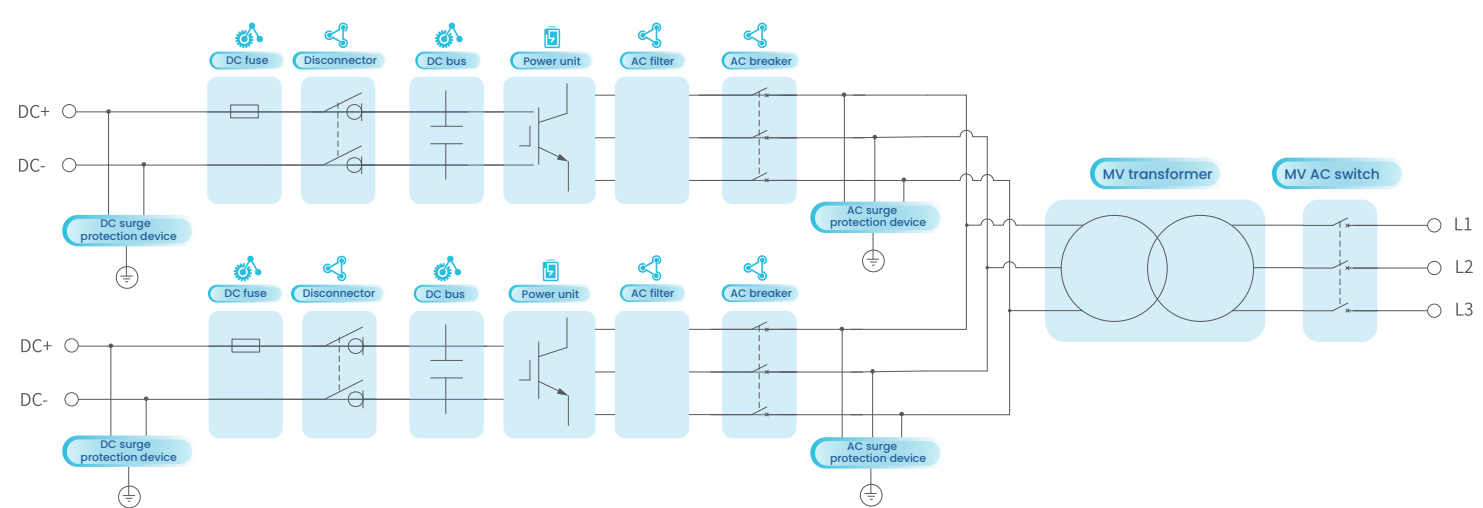 DC fuse
Disconnector
DC bus
Power unit
AC filter
AC breaker
DC+
DC-
DC surge
protection device
AC surge
protection device
MV transformer
MV AC switch
L1
L2
L3
DC fuse
Disconnector
DC bus
Power unit
AC filter
AC breaker
DC+
DC-
DC surge
protection device
AC surge
protection device